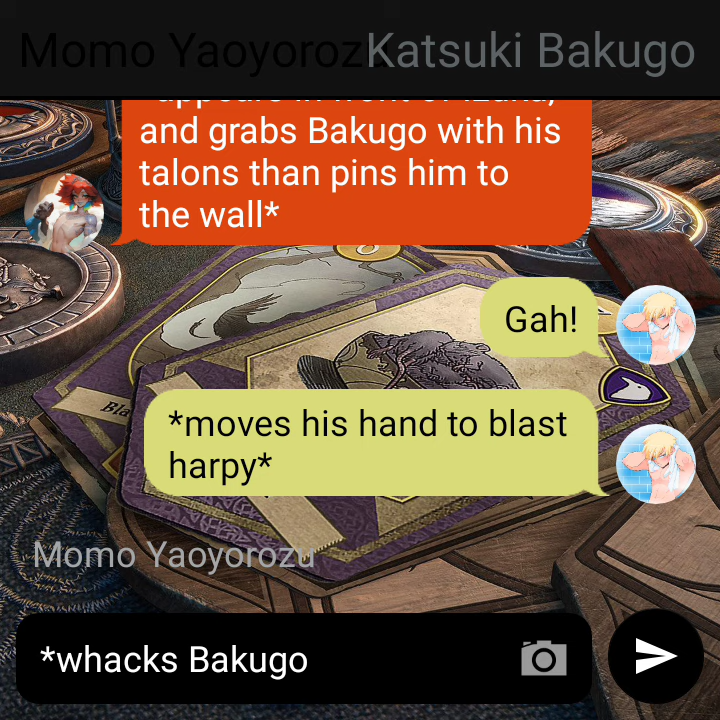 Momo Yaoyorozu Katsuki Bakugo
and grabs Bakugo with his
talons than pins him to
the wall*
Gah!
*moves his hand to blast
harpy*
Momo Yaoyorozu
*whacks Bakugo